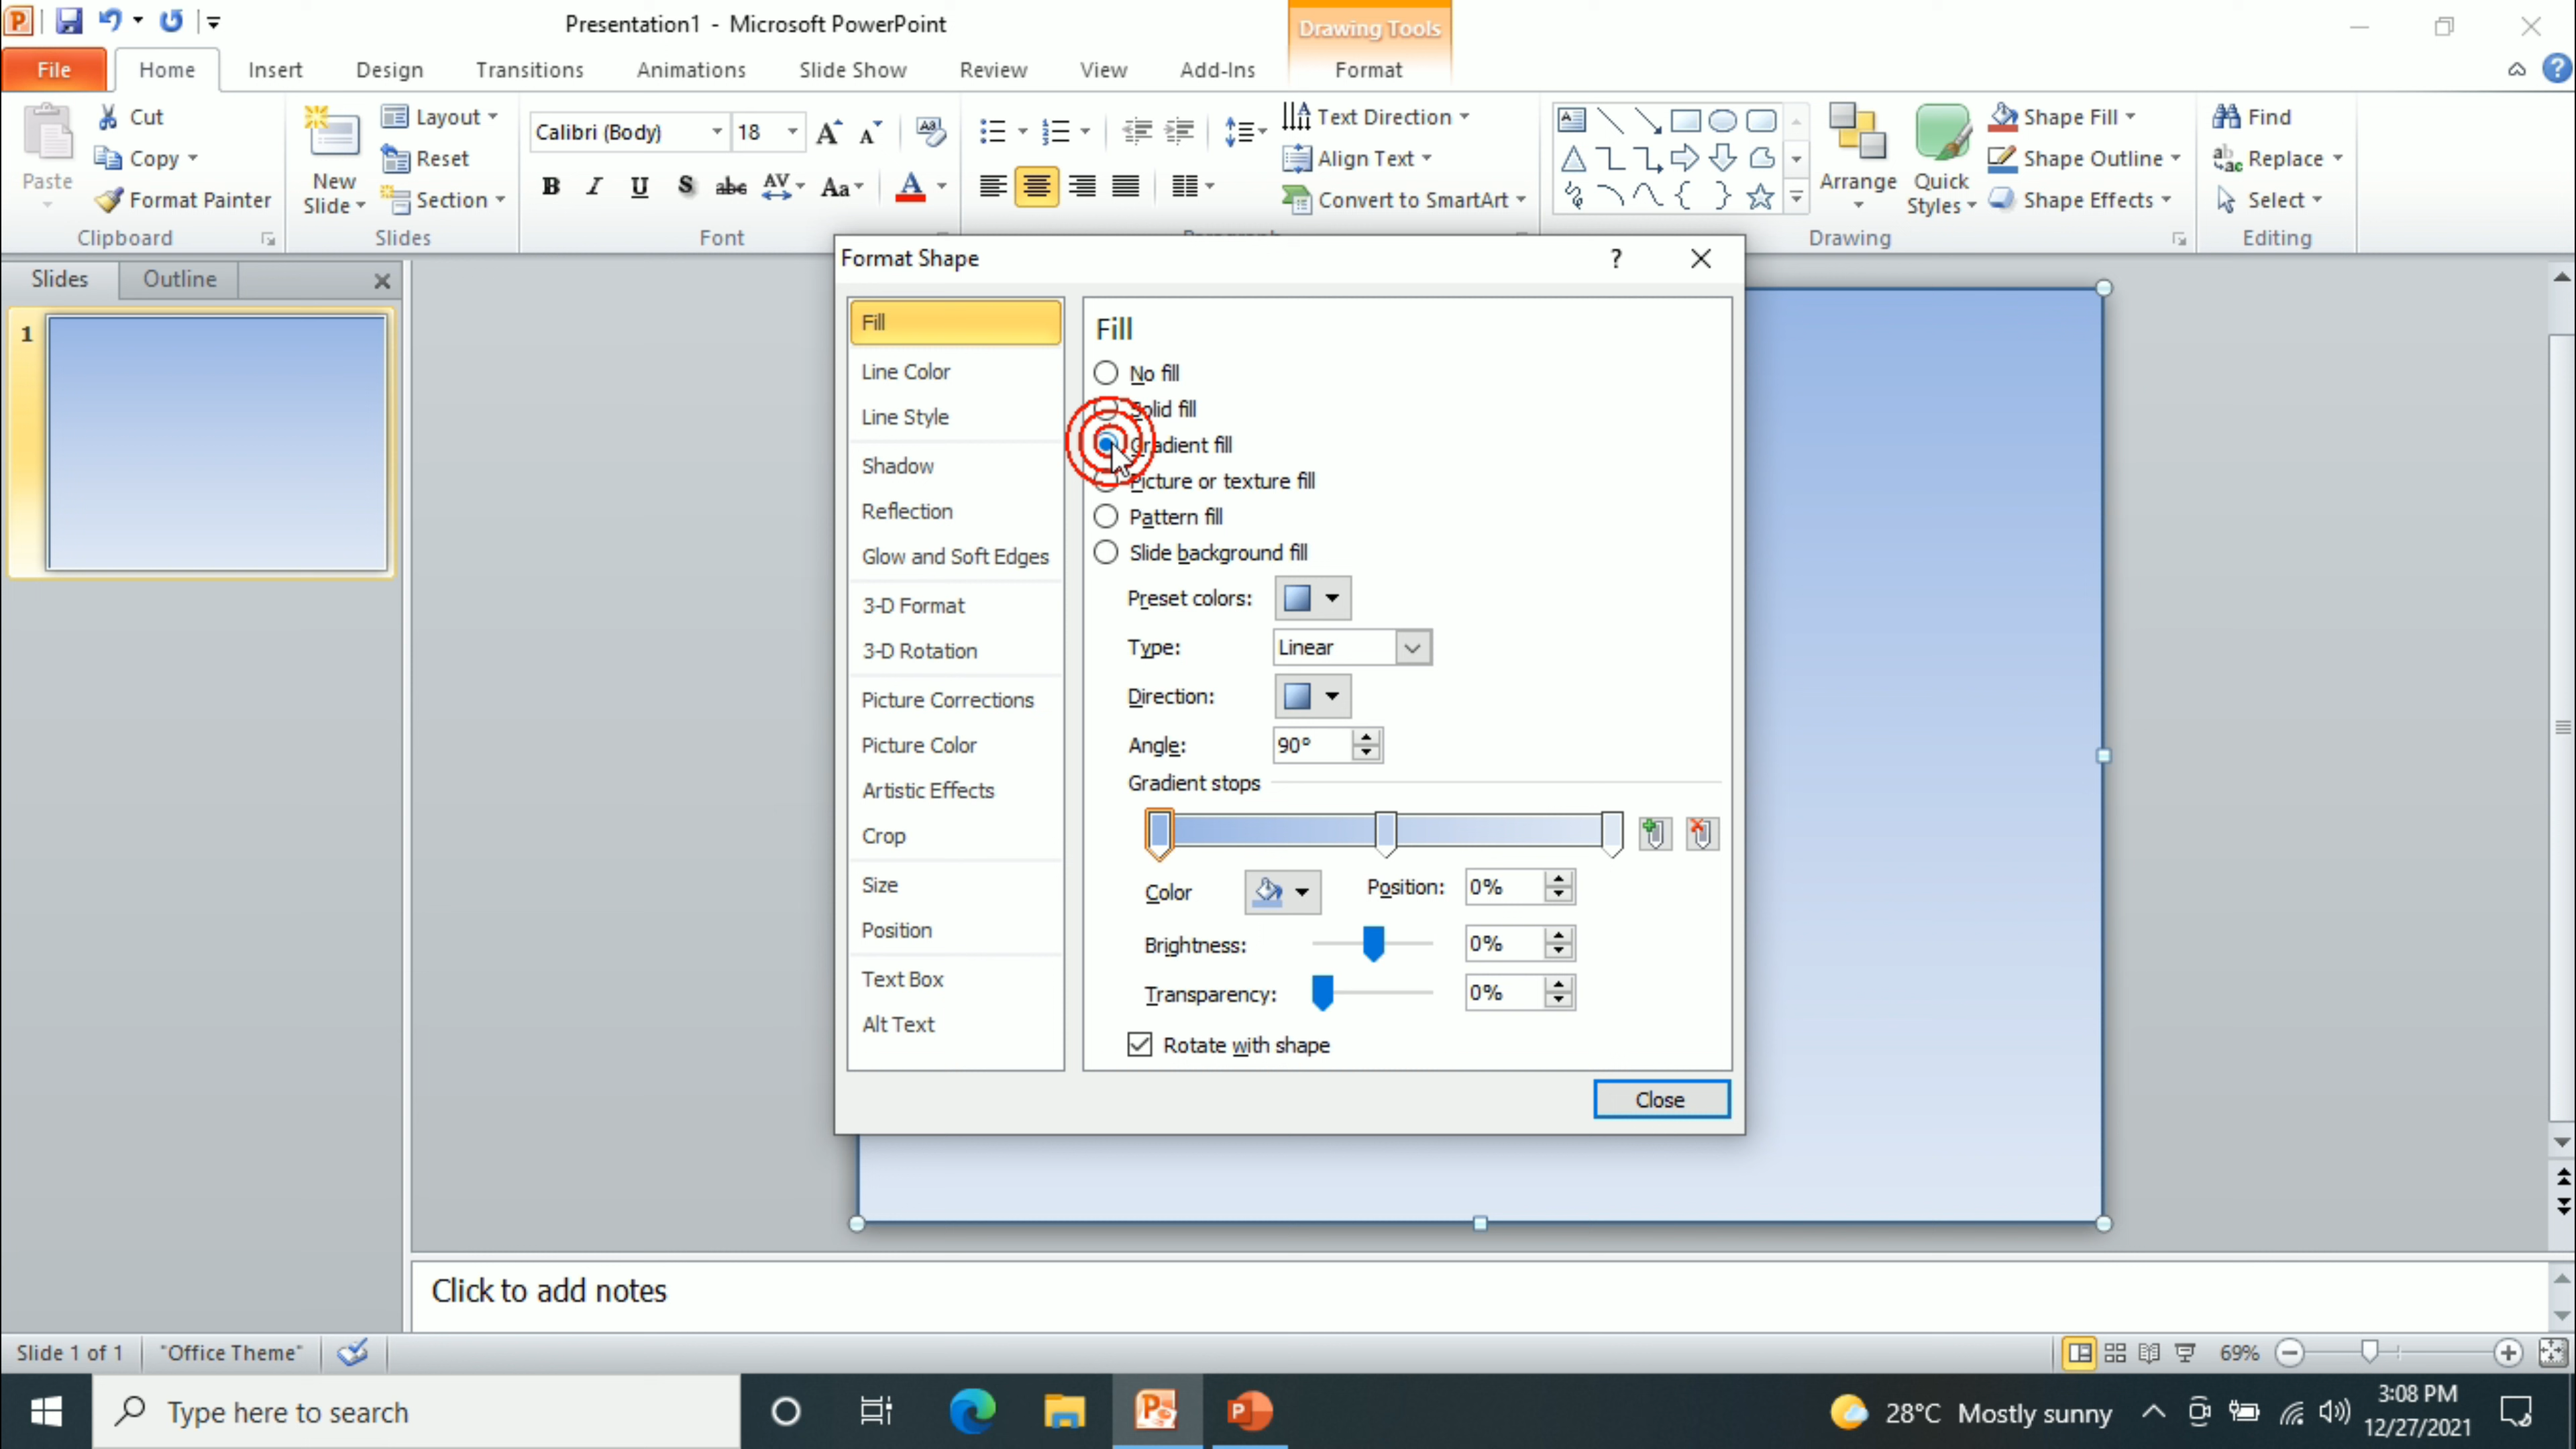 Presentation1 - Microsoft PowerPoint
Drawing Tools
File Home Insert Design Transitions Animations Slide Show Review View Add-Ins Format
Paste
Cut
Copy
Format Painter
Clipboard
New Slide
Layout
Reset
Section
Slides
Calibri (Body) 18
Font
Text Direction
Align Text
Convert to SmartArt
Arrange
Quick Styles
Shape Fill
Shape Outline
Shape Effects
Drawing
Find
Replace
Select
Editing
Slides Outline
1
Format Shape
Fill
Line Color
Line Style
Shadow
Reflection
Glow and Soft Edges
3-D Format
3-D Rotation
Picture Corrections
Picture Color
Artistic Effects
Crop
Size
Position
Text Box
Alt Text
Fill
No fill
Solid fill
Gradient fill
Picture or texture fill
Pattern fill
Slide background fill
Preset colors:
Type: Linear
Direction:
Angle: 90°
Gradient stops
Color Position: 0%
Brightness: 0%
Transparency: 0%
Rotate with shape
Close
Click to add notes
Slide 1 of 1 "Office Theme" 69%
Type here to search
28°C Mostly sunny
3:08 PM
12/27/2021